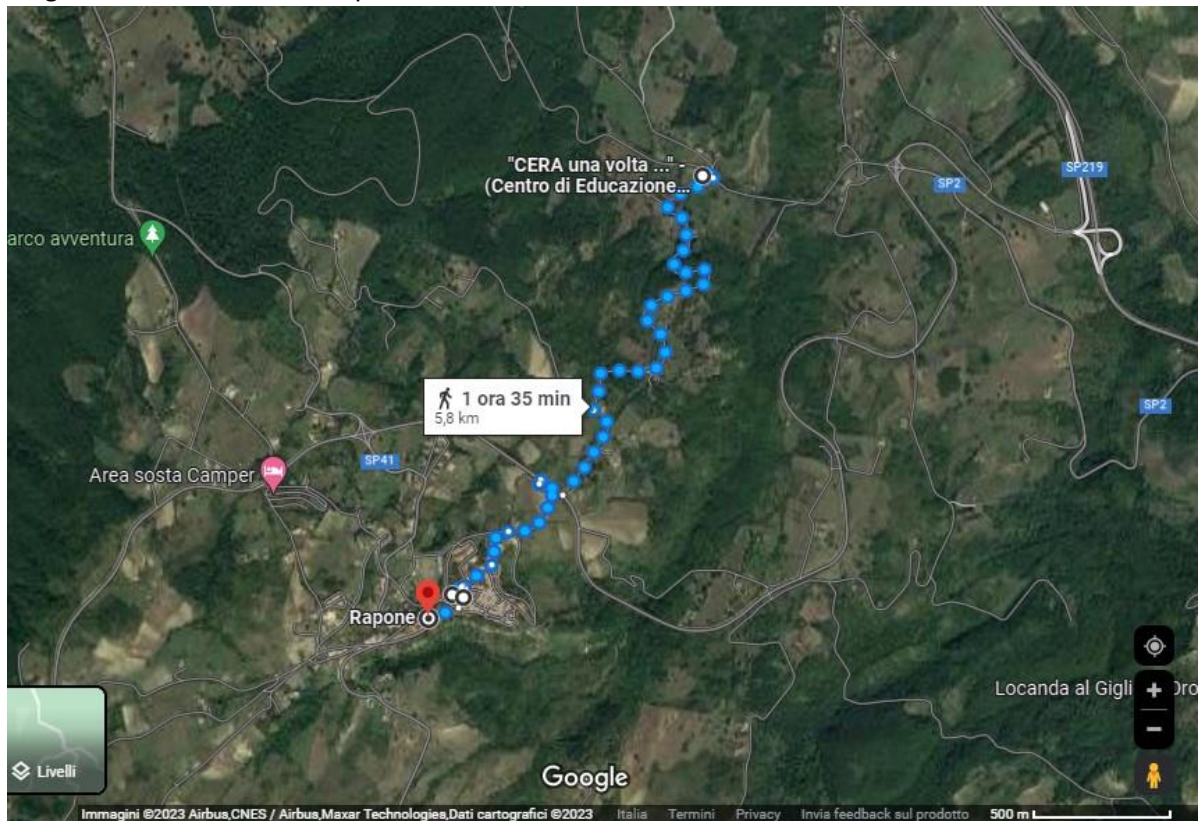 "CERA una volta ..." -
(Centro di Educazione...
SP219
SP2
arco avventura
1 ora 35 min
5,8 km
SP2
SP41
Area sosta Camper
Rapone
Locanda al Gigli
Oro
Livelli
Google
Immagini ©2023 Airbus,CNES / Airbus,Maxar Technologies,Dati cartografici ©2023 Italia Termini Privacy Invia feedback sul prodotto 500 m